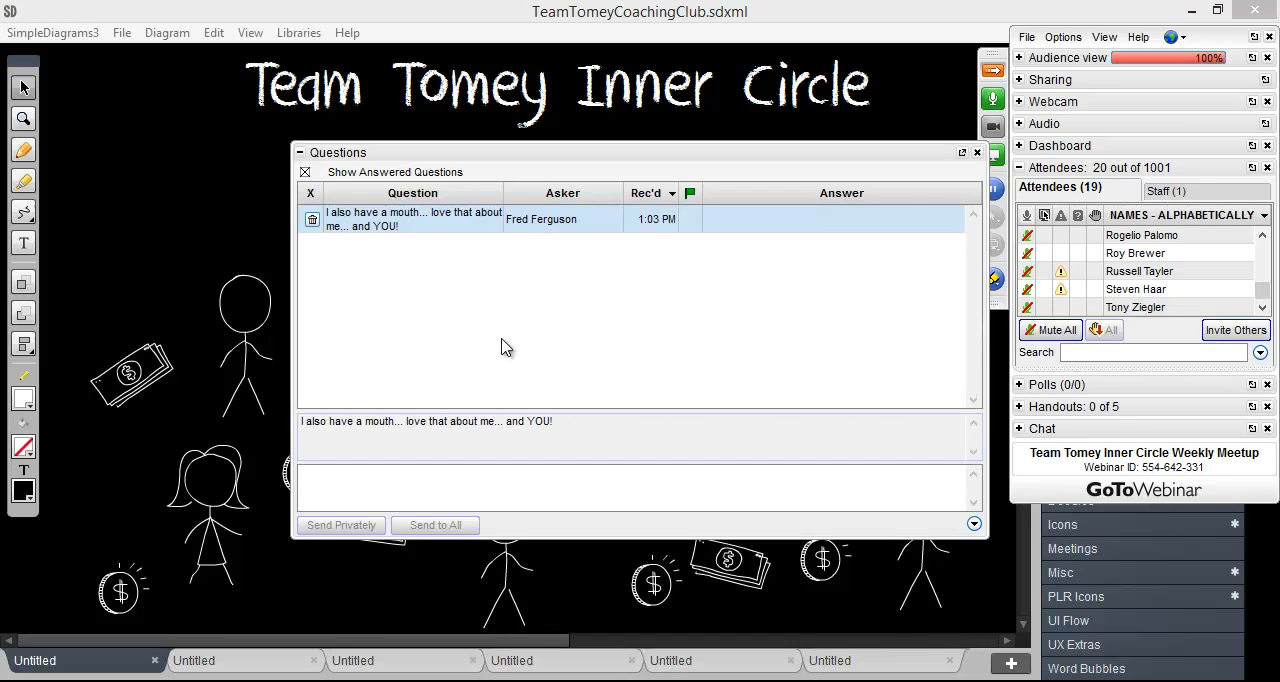 SD
TeamTomeyCoachingClub.sdxml
SimpleDiagrams3 File Diagram Edit View Libraries Help
Team Tomey Inner Circle
File Options View Help
Audience view 100%
Sharing
Webcam
Audio
Dashboard
Attendees: 20 out of 1001
Attendees (19) Staff (1)
NAMES - ALPHABETICALLY
Rogelio Palomo
Roy Brewer
Russell Tayler
Steven Haar
Tony Ziegler
Mute All All Invite Others
Search
Polls (0/0)
Handouts: 0 of 5
Chat
Team Tomey Inner Circle Weekly Meetup
Webinar ID: 554-642-331
GoToWebinar
Questions
Show Answered Questions
X Question Asker Rec'd Answer
I also have a mouth... love that about
me... and YOU!
Fred Ferguson 1:03 PM
I also have a mouth... love that about me... and YOU!
Send Privately Send to All
T
T
$
$
$
$
$
Icons *
Meetings
Misc *
PLR Icons *
UI Flow
UX Extras
Word Bubbles
Untitled Untitled Untitled Untitled Untitled Untitled